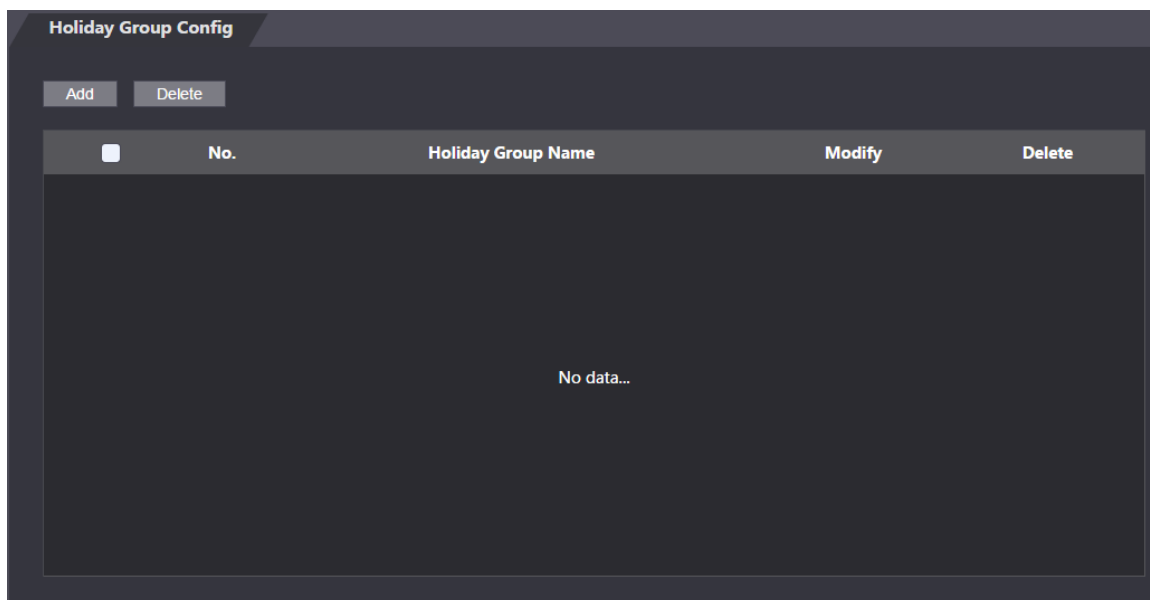 Holiday Group Config
Add Delete
No. Holiday Group Name Modify Delete
No data...